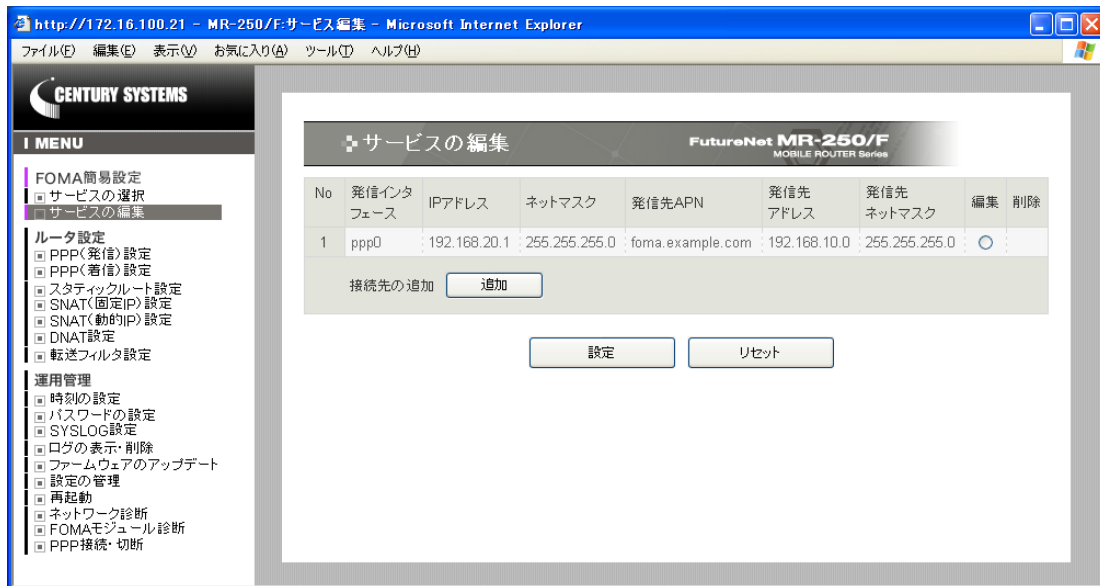 http://172.16.100.21 - MR-250/F:サービス編集 - Microsoft Internet Explorer
ファイル(F) 編集(E) 表示(V) お気に入り(A) ツール(T) ヘルプ(H)
CENTURY SYSTEMS
MENU
FOMA簡易設定
サービスの選択
サービスの編集
ルータ設定
PPP(発信)設定
PPP(着信)設定
スタティックルート設定
SNAT(固定IP)設定
SNAT(動的IP)設定
DNAT設定
転送フィルタ設定
運用管理
時刻の設定
パスワードの設定
SYSLOG設定
ログの表示・削除
ファームウェアのアップデート
設定の管理
再起動
ネットワーク診断
FOMAモジュール診断
PPP接続・切断
サービスの編集
FutureNet MR-250/F
MOBILE ROUTER Series
No 発信インタフェース IPアドレス ネットマスク 発信先APN 発信先アドレス 発信先ネットマスク 編集 削除
1 ppp0 192.168.20.1 255.255.255.0 foma.example.com 192.168.10.0 255.255.255.0
接続先の追加 追加
設定 リセット